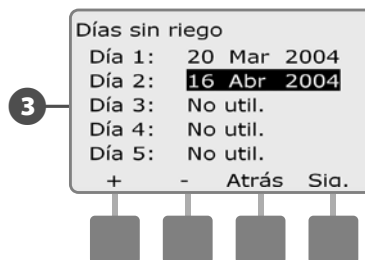 Días sin riego
Día 1: 20 Mar 2004
Día 2: 16 Abr 2004
3
Día 3: No util.
Día 4: No util.
Día 5: No util.
+ - Atrás Sig.